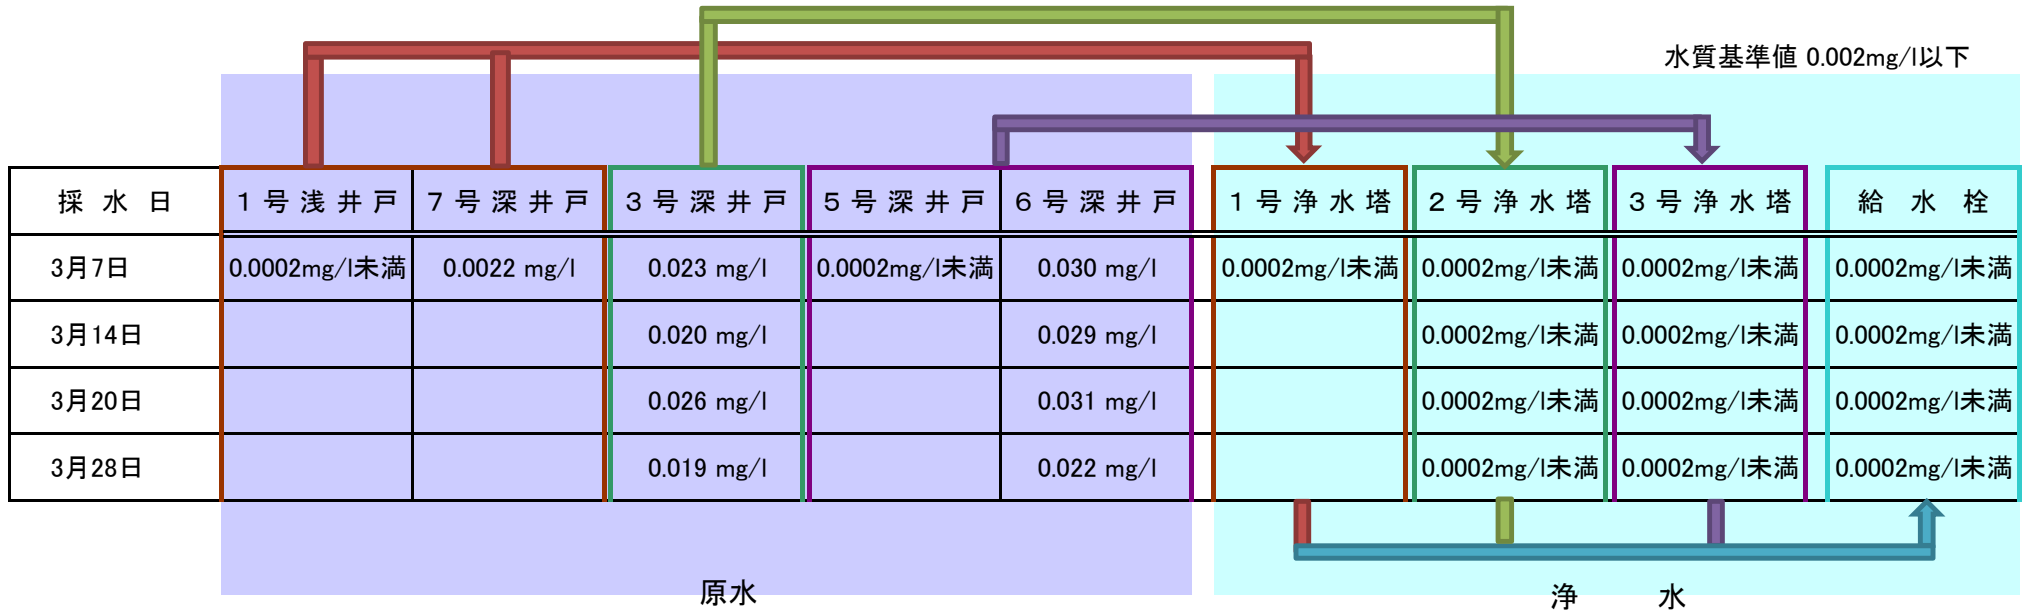 水質基準値 0.002mg/l以下
採水日 1号浅井戸 7号深井戸 3号深井戸 5号深井戸 6号深井戸 1号浄水塔 2号浄水塔 3号浄水塔 給水栓
3月7日 0.0002mg/l未満 0.0022 mg/l 0.023 mg/l 0.0002mg/l未満 0.030 mg/l 0.0002mg/l未満 0.0002mg/l未満 0.0002mg/l未満 0.0002mg/l未満
3月14日 0.020 mg/l 0.029 mg/l 0.0002mg/l未満 0.0002mg/l未満 0.0002mg/l未満
3月20日 0.026 mg/l 0.031 mg/l 0.0002mg/l未満 0.0002mg/l未満 0.0002mg/l未満
3月28日 0.019 mg/l 0.022 mg/l 0.0002mg/l未満 0.0002mg/l未満 0.0002mg/l未満
原水 浄水